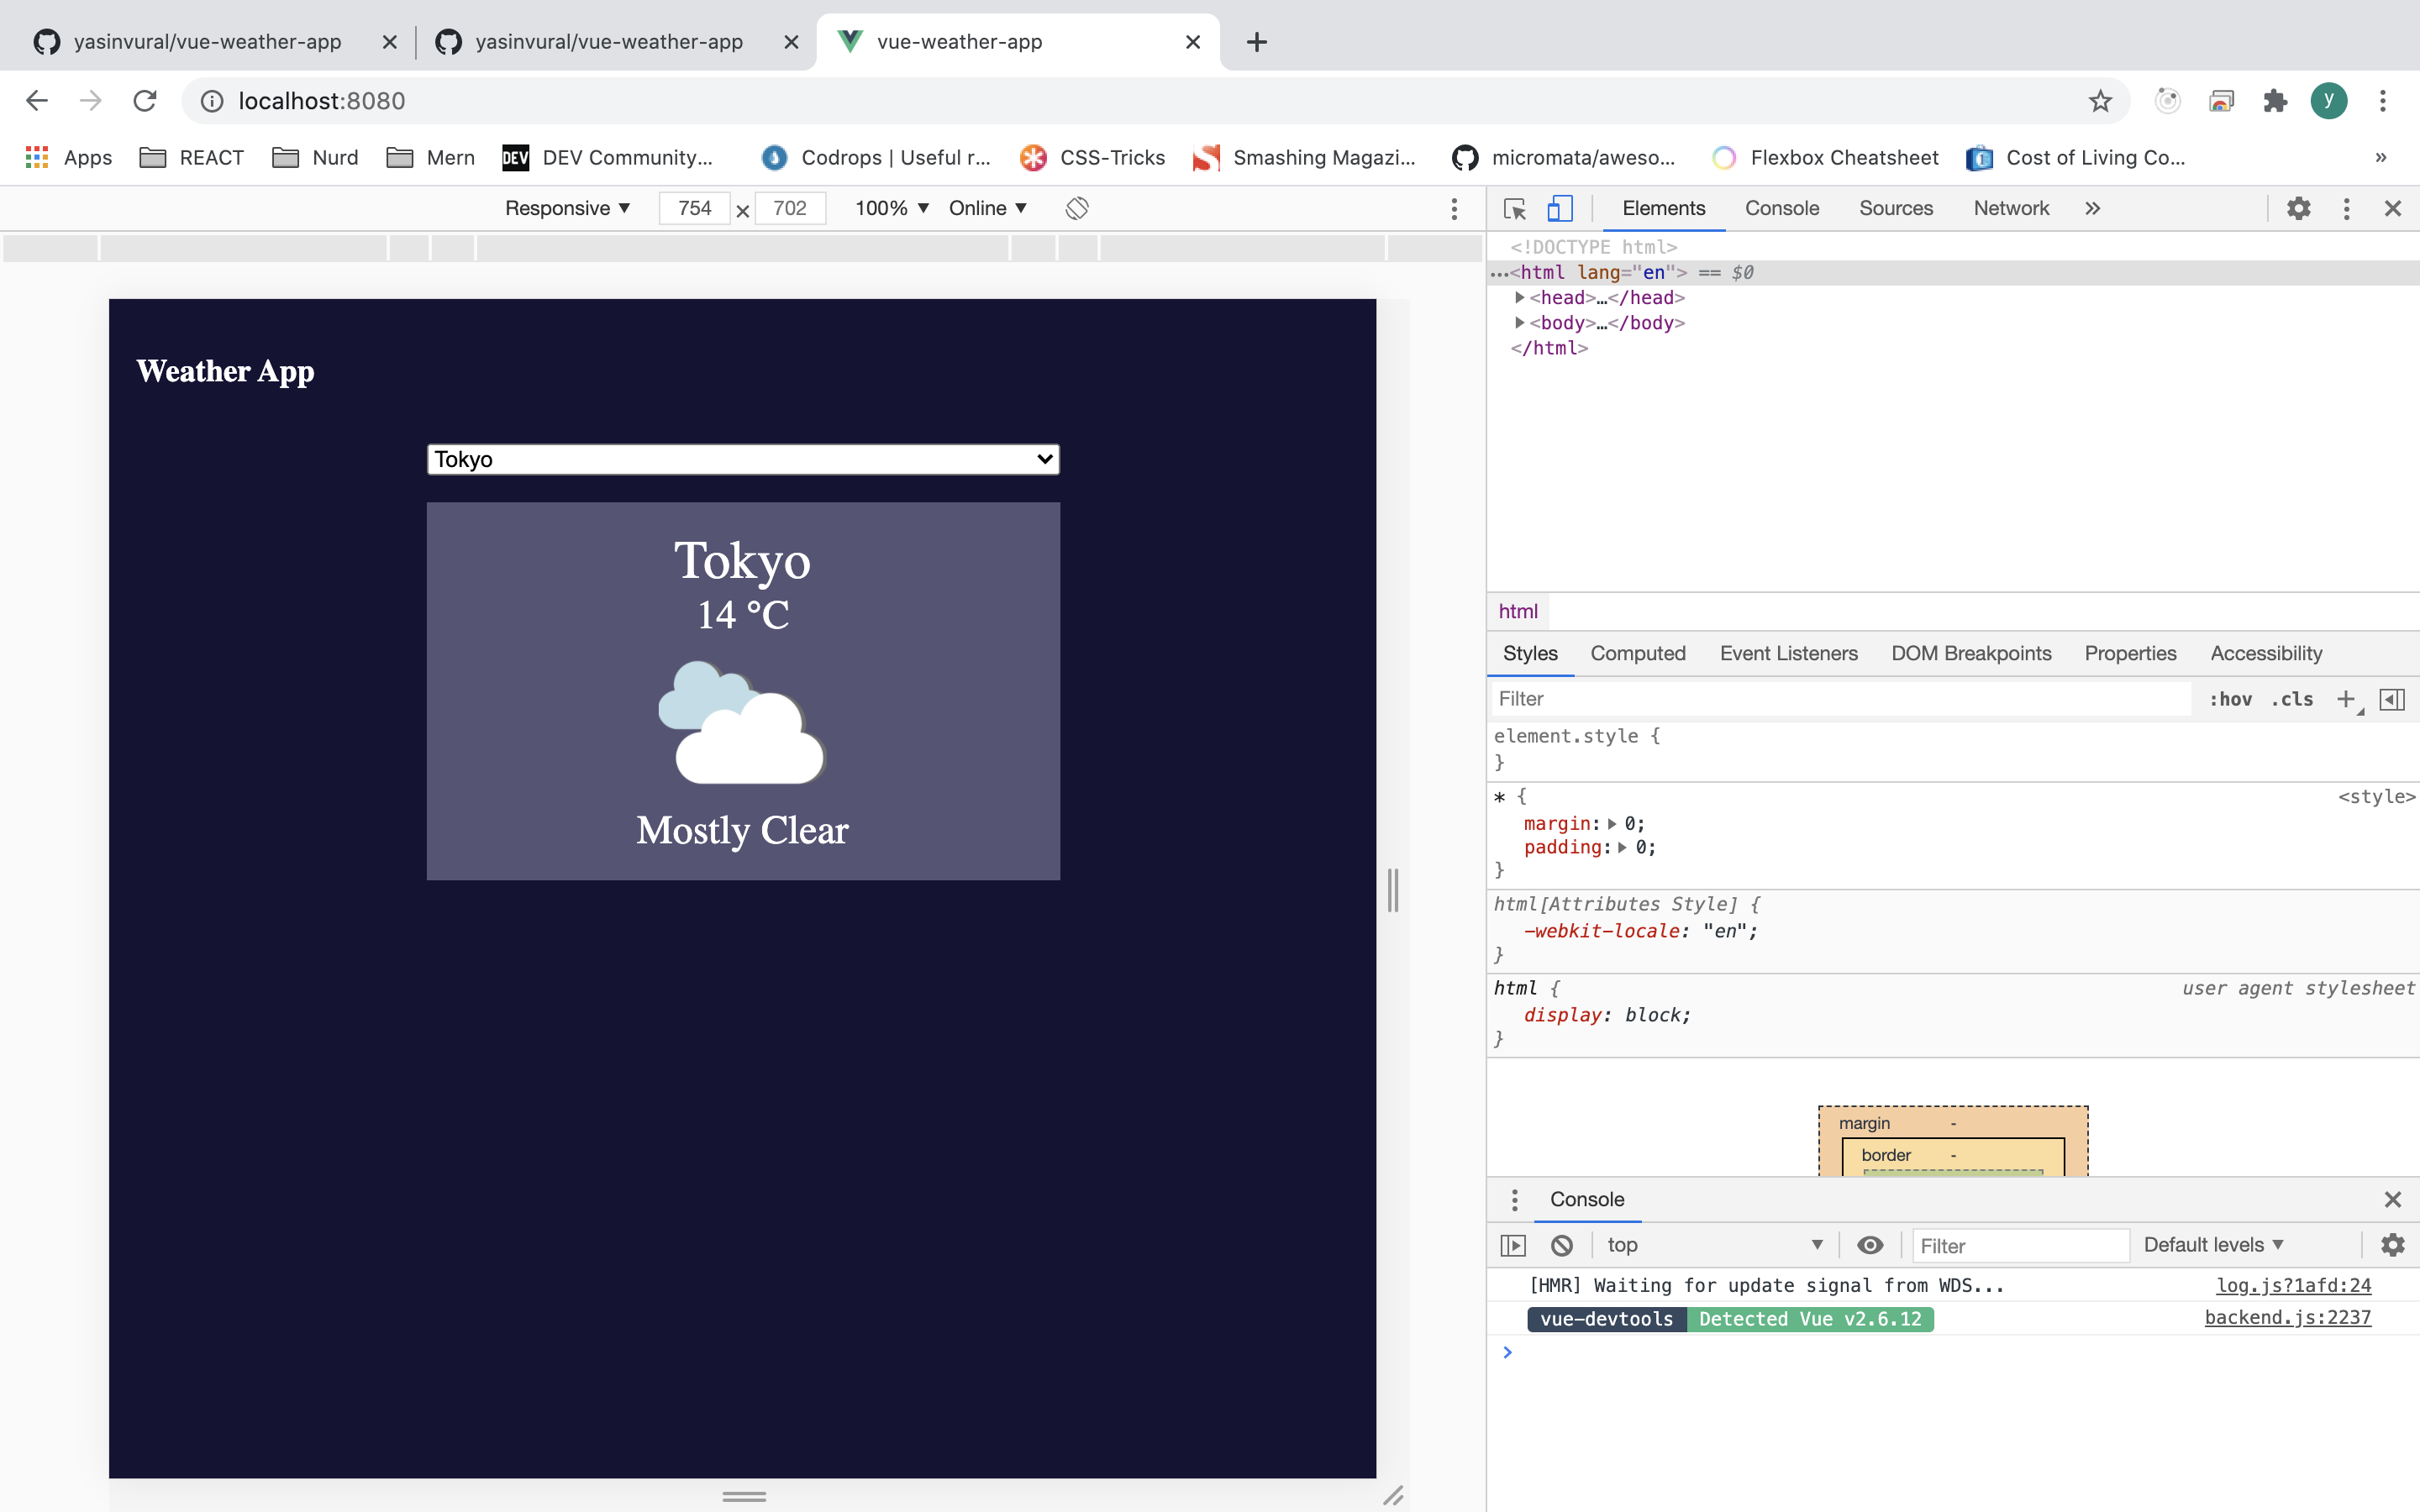 yasinvural/vue-weather-app
yasinvural/vue-weather-app
vue-weather-app
localhost:8080
y
Apps REACT Nurd Mern DEV DEV Community... Codrops | Useful r... CSS-Tricks Smashing Magazi... micromata/aweso... Flexbox Cheatsheet Cost of Living Co... »
Responsive ▼ 754 × 702 100% ▼ Online ▼
Weather App
Tokyo
Tokyo
14 °C
Mostly Clear
Elements Console Sources Network »
<!DOCTYPE html>
...<html lang="en"> == $0
▶<head>…</head>
▶<body>…</body>
</html>
html
Styles Computed Event Listeners DOM Breakpoints Properties Accessibility
Filter :hov .cls +
element.style {
}
* { <style>
margin: ▶ 0;
padding: ▶ 0;
}
html[Attributes Style] {
-webkit-locale: "en";
}
html { user agent stylesheet
display: block;
}
margin -
border -
Console
top ▼ Filter Default levels ▼
[HMR] Waiting for update signal from WDS... log.js?1afd:24
vue-devtools Detected Vue v2.6.12 backend.js:2237
>